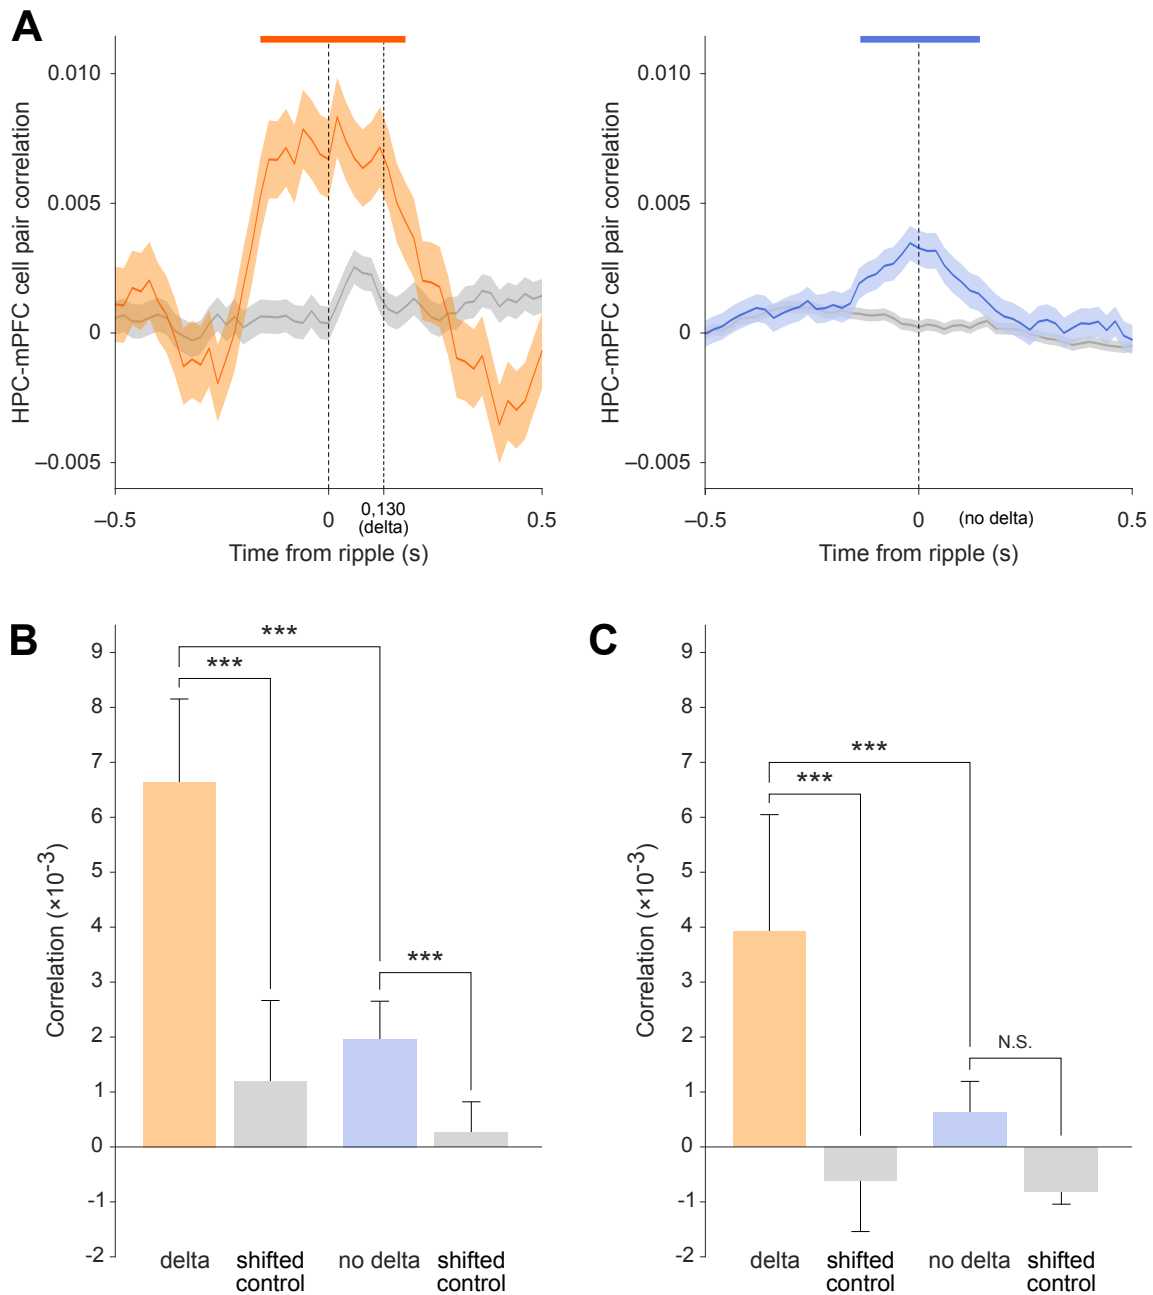 A
0.010
0.005
0
–0.005
HPC-mPFC cell pair correlation
–0.5
0
0,130
(delta)
0.5
Time from ripple (s)
0.010
0.005
0
–0.005
HPC-mPFC cell pair correlation
–0.5
0
(no delta)
0.5
Time from ripple (s)
B
9
8
7
6
5
4
3
2
1
0
-1
-2
Correlation (×10⁻³)
***
***
***
delta
shifted
control
no delta
shifted
control
C
9
8
7
6
5
4
3
2
1
0
-1
-2
Correlation (×10⁻³)
***
***
N.S.
delta
shifted
control
no delta
shifted
control